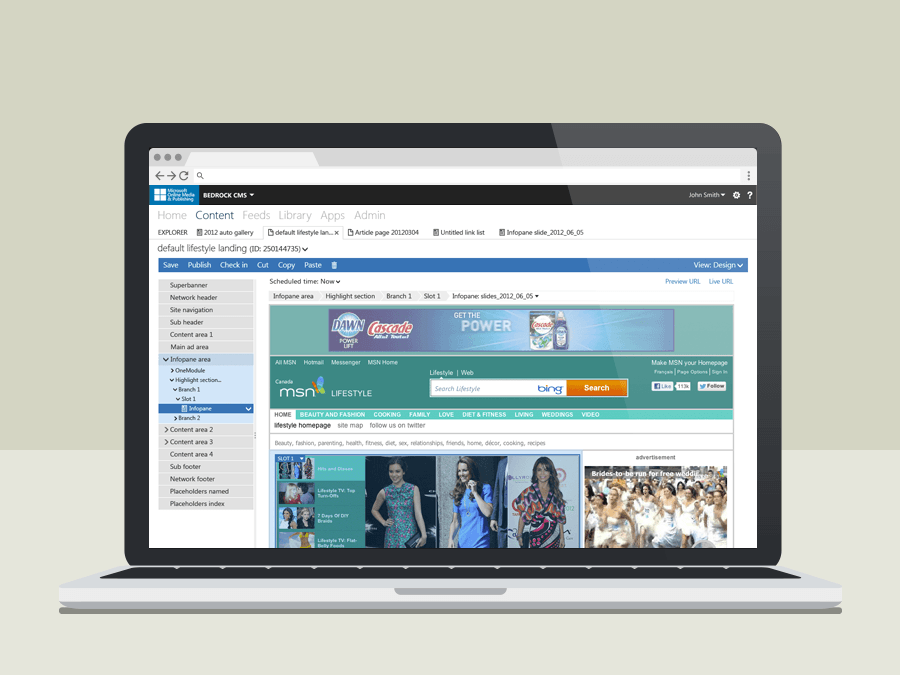 Microsoft
Online Media
& Publishing
BEDROCK CMS
John Smith
?
Home Content Feeds Library Apps Admin
EXPLORER 2012 auto gallery default lifestyle lan... x Article page 20120304 Untitled link list Infopane slide_2012_06_05
default lifestyle landing (ID: 250144735)
Save Publish Check in Cut Copy Paste View: Design
Scheduled time: Now Preview URL Live URL
Infopane area Highlight section Branch 1 Slot 1 Infopane: slides_2012_06_05
Superbanner
Network header
Site navigation
Sub header
Content area 1
Main ad area
Infopane area
OneModule
Highlight section...
Branch 1
Slot 1
Infopane
Branch 2
Content area 2
Content area 3
Content area 4
Sub footer
Network footer
Placeholders named
Placeholders index
DAWN
POWER
LIFT
Cascade
GET THE
POWER
Cascade
All MSN Hotmail Messenger MSN Home
Make MSN your Homepage
Français | Page Options | Sign In
Lifestyle | Web
Canada
msn LIFESTYLE
Search Lifestyle bing Search
Like 113k Follow
HOME BEAUTY AND FASHION COOKING FAMILY LOVE DIET & FITNESS LIVING WEDDINGS VIDEO
lifestyle homepage site map follow us on twitter
Beauty, fashion, parenting, health, fitness, diet, sex, relationships, friends, home, décor, cooking, recipes
SLOT 1
Hits and Misses
Lifestyle TV: Top
Turn-Offs
7 Days Of DIY
Braids
Lifestyle TV: Flat-
Belly Foods
advertisement
Brides-to-be run for free